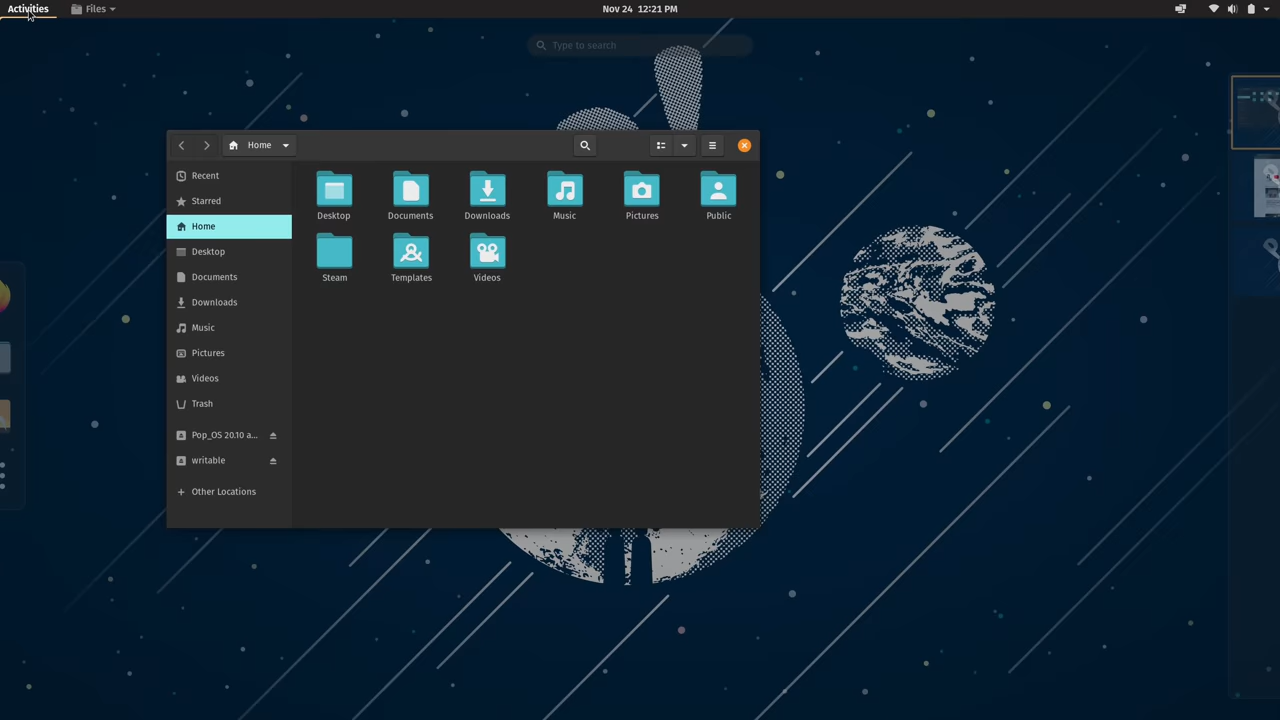 Activities Files Nov 24 12:21 PM
Type to search
Home
Recent
Starred
Home
Desktop
Documents
Downloads
Music
Pictures
Videos
Trash
Pop_OS 20.10 a...
writable
Other Locations
Desktop Documents Downloads Music Pictures Public
Steam Templates Videos